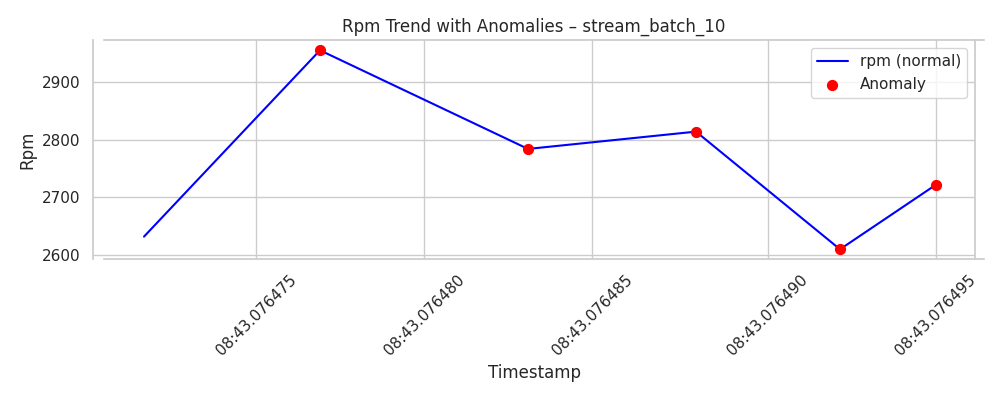 Rpm Trend with Anomalies – stream_batch_10
rpm (normal)
Anomaly
Rpm
2900
2800
2700
2600
08:43.076475
08:43.076480
08:43.076485
08:43.076490
08:43.076495
Timestamp